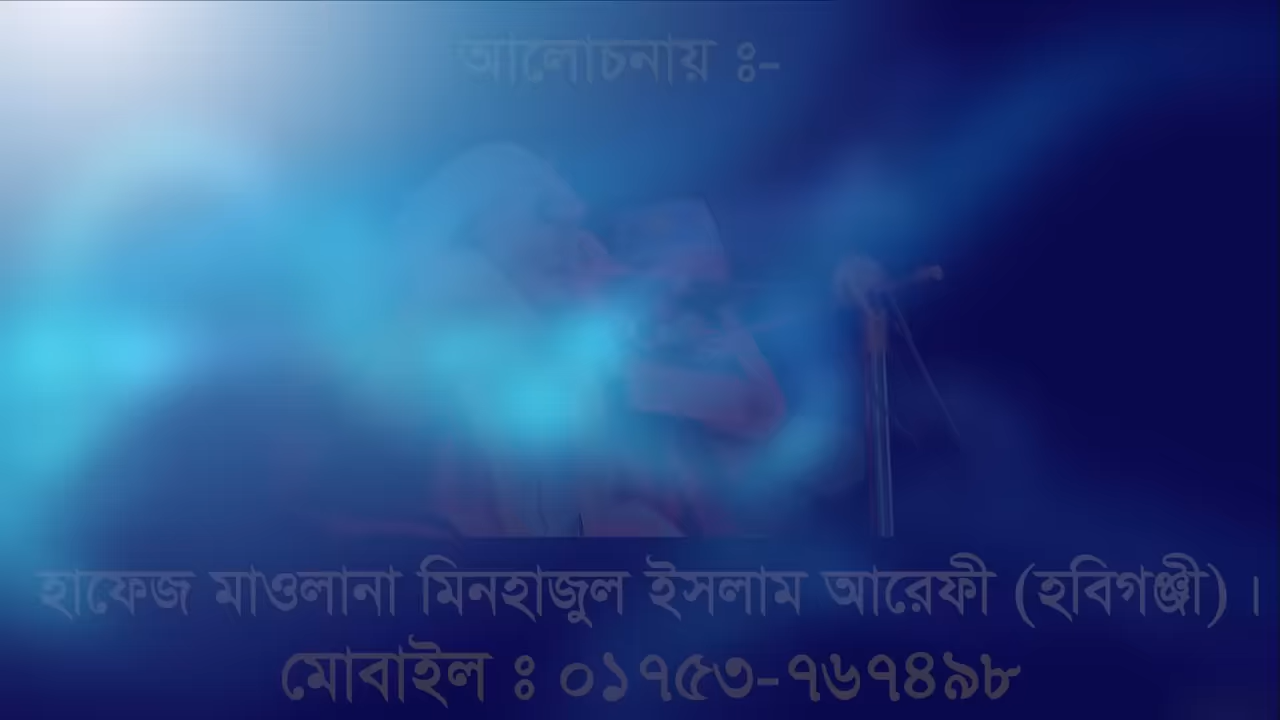 আলোচনায় ঃ-
হাফেজ মাওলানা মিনহাজুল ইসলাম আরেফী (হবিগঞ্জী) ।
মোবাইল ঃ ০১৭৫৩-৭৬৭৪৯৮